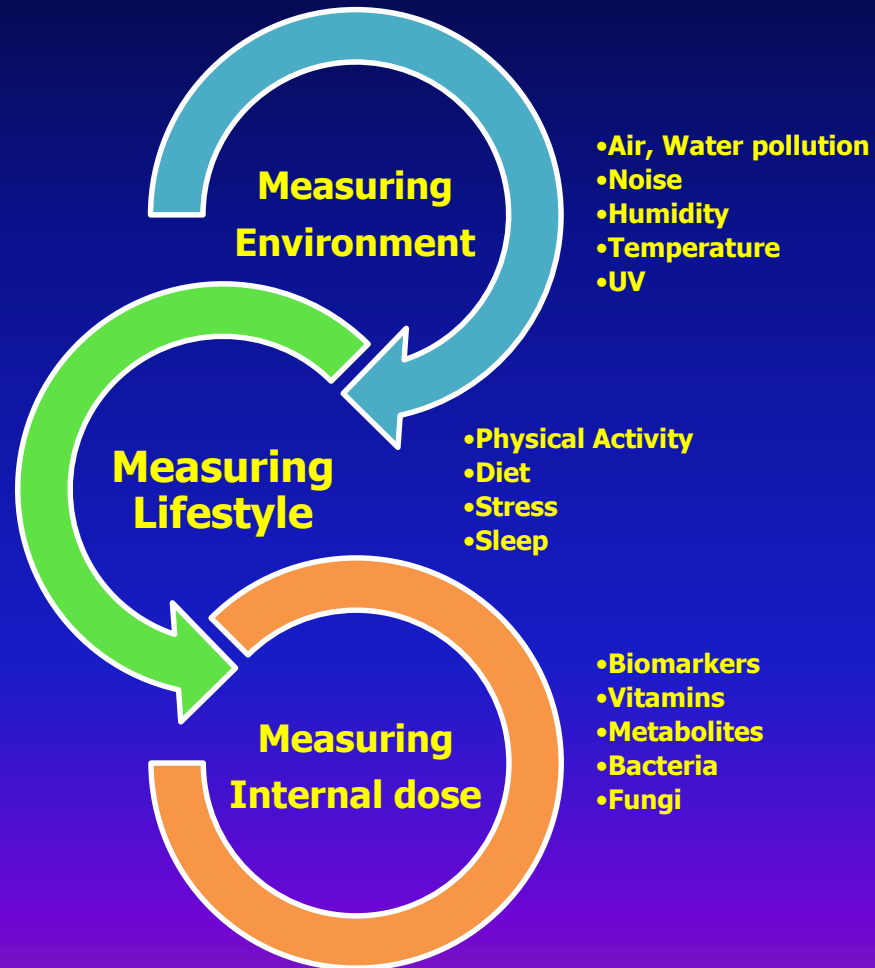 Measuring
Environment
•Air, Water pollution
•Noise
•Humidity
•Temperature
•UV
Measuring
Lifestyle
•Physical Activity
•Diet
•Stress
•Sleep
Measuring
Internal dose
•Biomarkers
•Vitamins
•Metabolites
•Bacteria
•Fungi